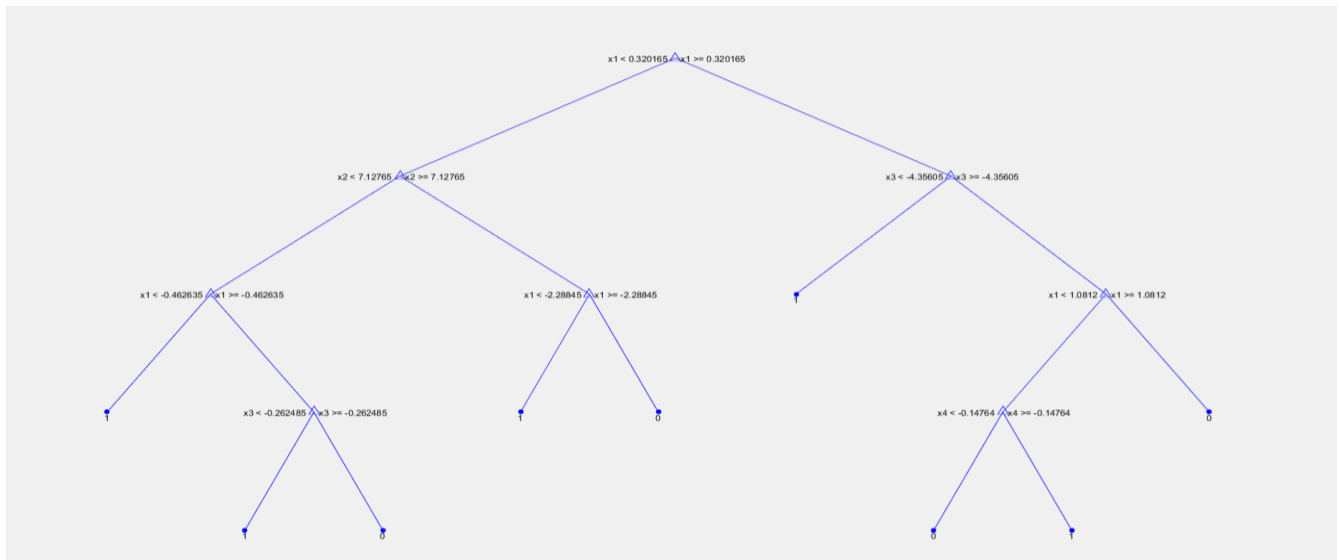 x1 < 0.320165 x1 >= 0.320165
x2 < 7.12765 x2 >= 7.12765 x3 < -4.35605 x3 >= -4.35605
x1 < -0.462635 x1 >= -0.462635 x1 < -2.28845 x1 >= -2.28845 1 x1 < 1.0812 x1 >= 1.0812
1 x3 < -0.262485 x3 >= -0.262485 1 0 x4 < -0.14764 x4 >= -0.14764 0
1 0 0 1